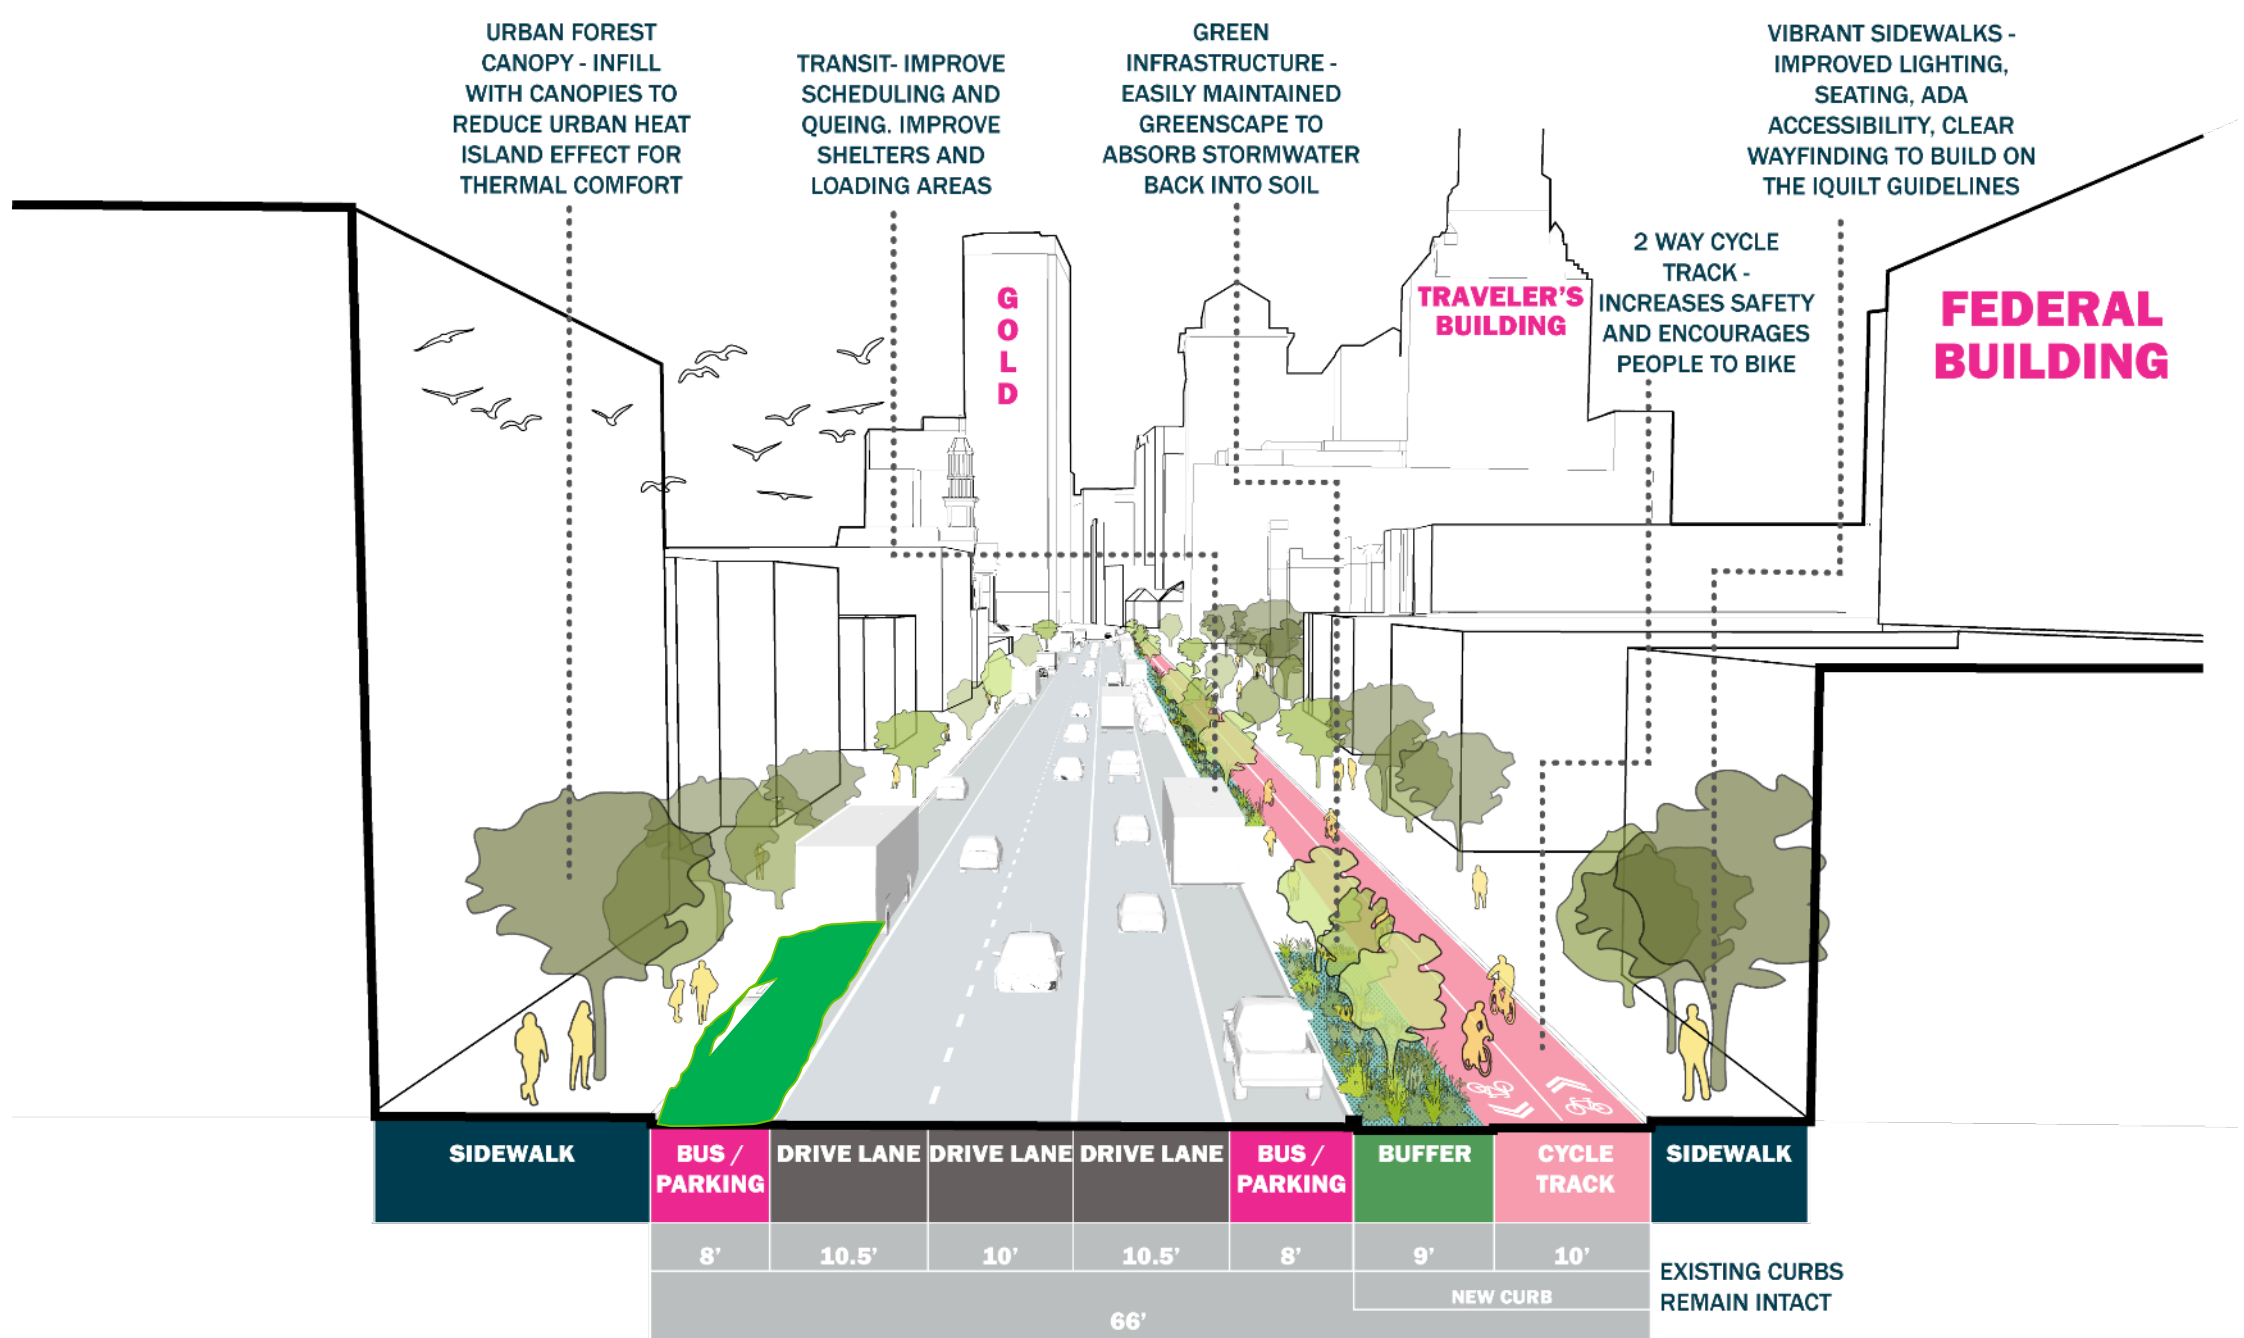 URBAN FOREST
CANOPY - INFILL
WITH CANOPIES TO
REDUCE URBAN HEAT
ISLAND EFFECT FOR
THERMAL COMFORT
TRANSIT- IMPROVE
SCHEDULING AND
QUEING. IMPROVE
SHELTERS AND
LOADING AREAS
GREEN
INFRASTRUCTURE -
EASILY MAINTAINED
GREENSCAPE TO
ABSORB STORMWATER
BACK INTO SOIL
VIBRANT SIDEWALKS -
IMPROVED LIGHTING,
SEATING, ADA
ACCESSIBILITY, CLEAR
WAYFINDING TO BUILD ON
THE IQUILT GUIDELINES
2 WAY CYCLE
TRACK -
INCREASES SAFETY
AND ENCOURAGES
PEOPLE TO BIKE
GOLD
TRAVELER'S
BUILDING
FEDERAL
BUILDING
SIDEWALK
BUS /
PARKING
DRIVE LANE
DRIVE LANE
DRIVE LANE
BUS /
PARKING
BUFFER
CYCLE
TRACK
SIDEWALK
8'
10.5'
10'
10.5'
8'
9'
10'
NEW CURB
66'
EXISTING CURBS
REMAIN INTACT